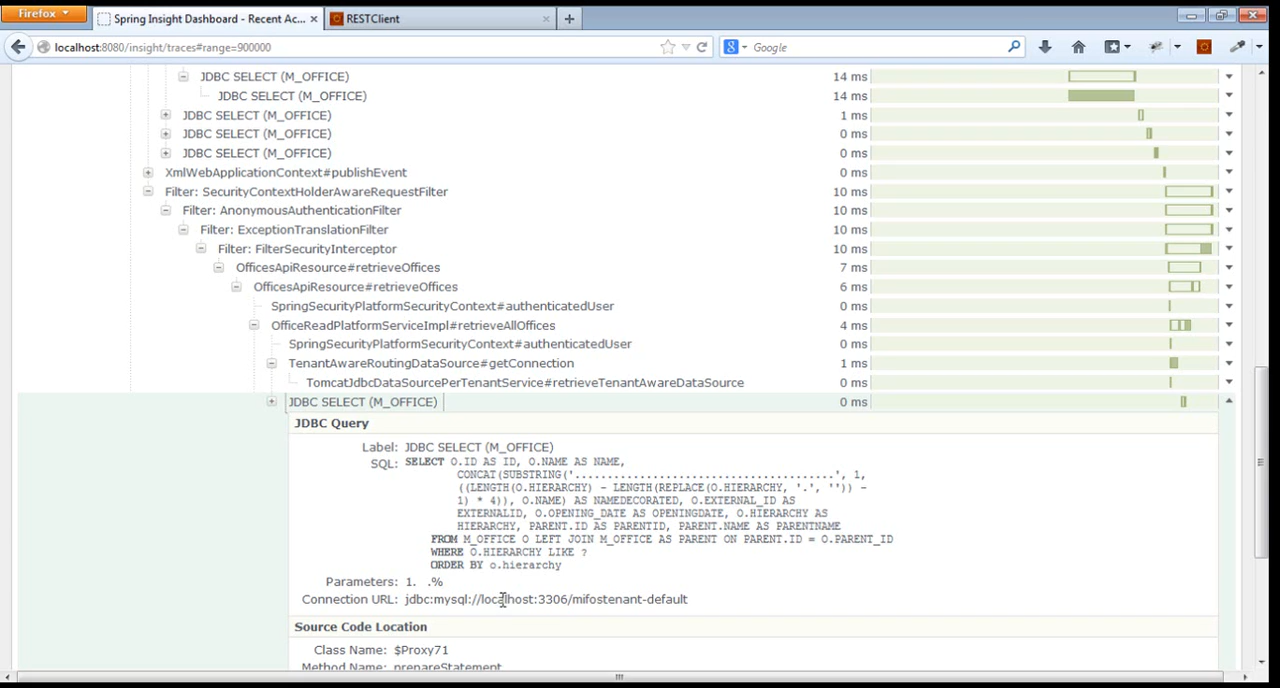 Firefox
Spring Insight Dashboard - Recent Ac... ×
RESTClient ×
localhost:8080/insight/traces#range=900000
Google
JDBC SELECT (M_OFFICE) 14 ms
JDBC SELECT (M_OFFICE) 14 ms
JDBC SELECT (M_OFFICE) 1 ms
JDBC SELECT (M_OFFICE) 0 ms
JDBC SELECT (M_OFFICE) 0 ms
XmlWebApplicationContext#publishEvent 0 ms
Filter: SecurityContextHolderAwareRequestFilter 10 ms
Filter: AnonymousAuthenticationFilter 10 ms
Filter: ExceptionTranslationFilter 10 ms
Filter: FilterSecurityInterceptor 10 ms
OfficesApiResource#retrieveOffices 7 ms
OfficesApiResource#retrieveOffices 6 ms
SpringSecurityPlatformSecurityContext#authenticatedUser 0 ms
OfficeReadPlatformServiceImpl#retrieveAllOffices 4 ms
SpringSecurityPlatformSecurityContext#authenticatedUser 0 ms
TenantAwareRoutingDataSource#getConnection 1 ms
TomcatJdbcDataSourcePerTenantService#retrieveTenantAwareDataSource 0 ms
JDBC SELECT (M_OFFICE) 0 ms
JDBC Query
Label: JDBC SELECT (M_OFFICE)
SQL: SELECT O.ID AS ID, O.NAME AS NAME,
CONCAT(SUBSTRING('........................................', 1,
((LENGTH(O.HIERARCHY) - LENGTH(REPLACE(O.HIERARCHY, '.', '')) -
1) * 4)), O.NAME) AS NAMEDECORATED, O.EXTERNAL_ID AS
EXTERNALID, O.OPENING_DATE AS OPENINGDATE, O.HIERARCHY AS
HIERARCHY, PARENT.ID AS PARENTID, PARENT.NAME AS PARENTNAME
FROM M_OFFICE O LEFT JOIN M_OFFICE AS PARENT ON PARENT.ID = O.PARENT_ID
WHERE O.HIERARCHY LIKE ?
ORDER BY o.hierarchy
Parameters: 1. .%
Connection URL: jdbc:mysql://localhost:3306/mifostenant-default
Source Code Location
Class Name: $Proxy71
Method Name: prepareStatement